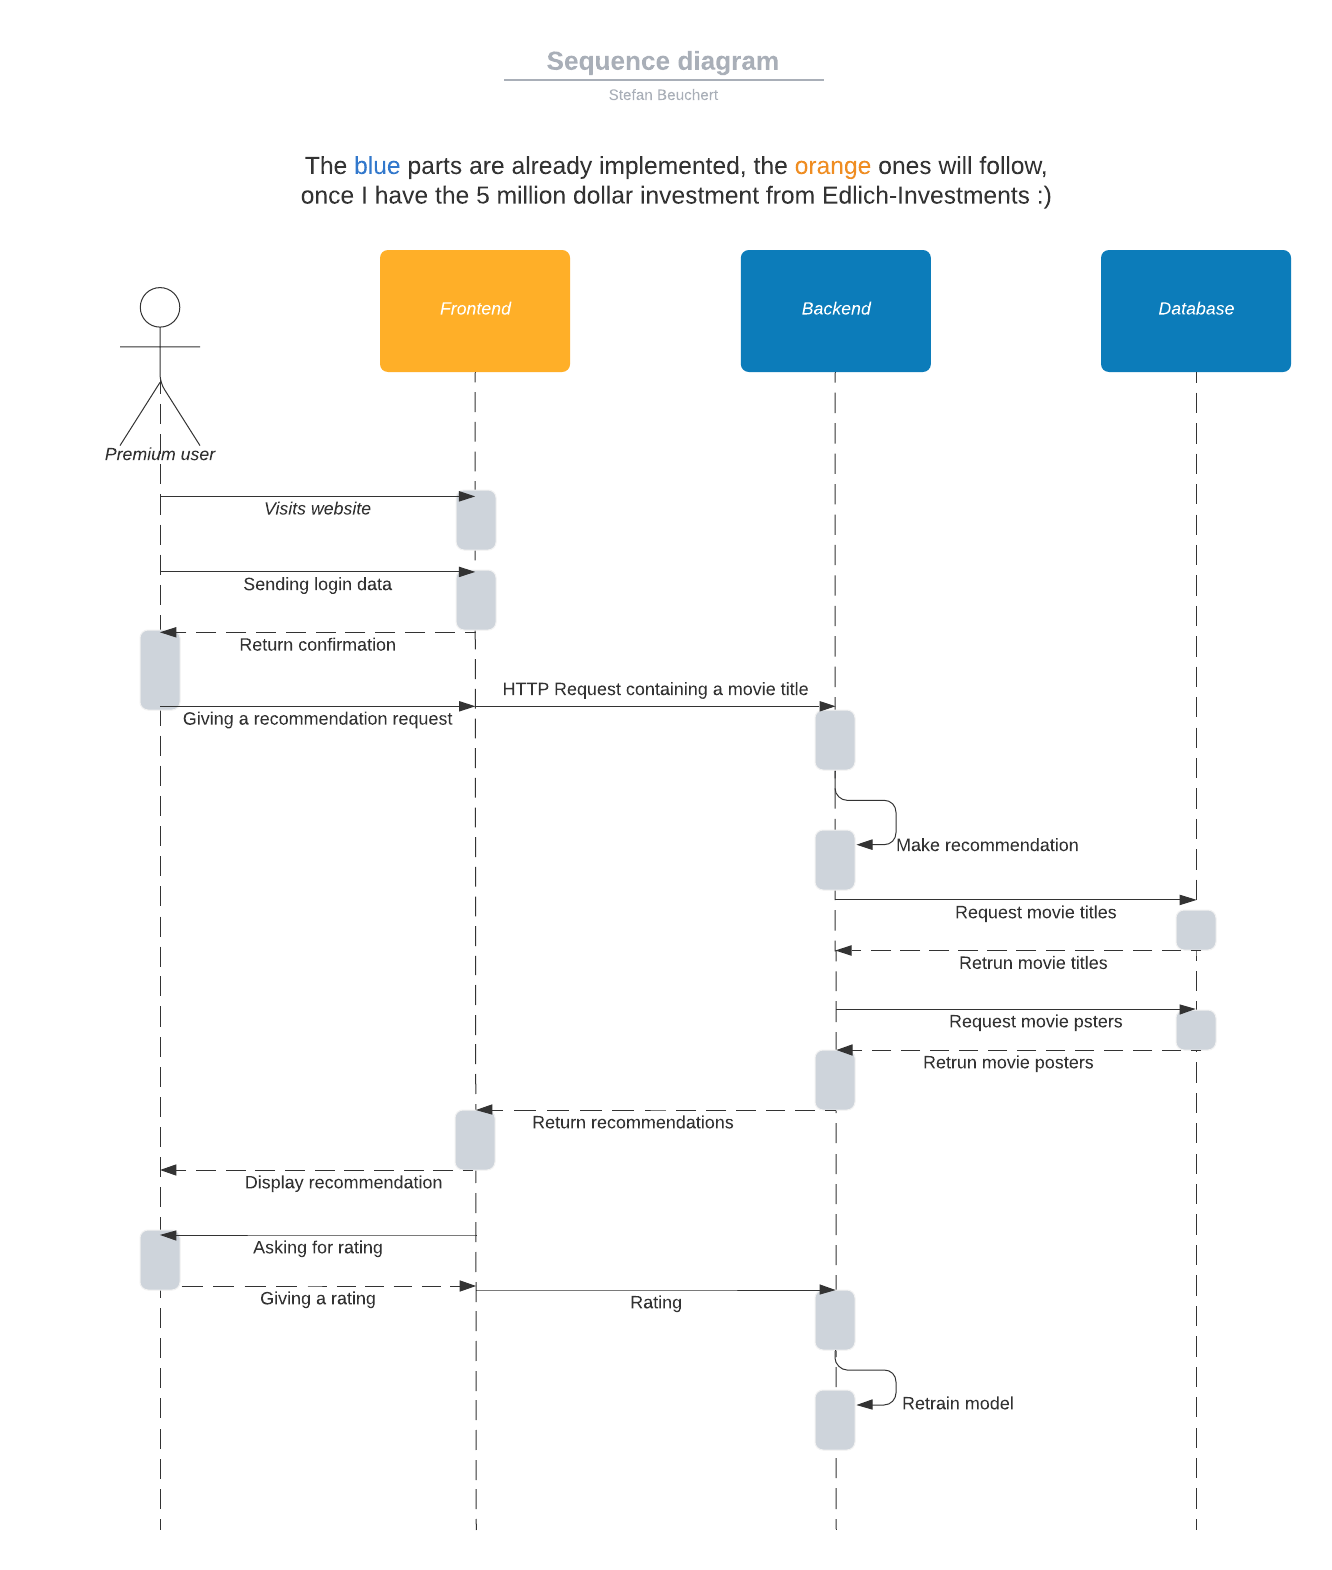 Sequence diagram
Stefan Beuchert
The blue parts are already implemented, the orange ones will follow,
once I have the 5 million dollar investment from Edlich-Investments :)
Frontend
Backend
Database
Premium user
Visits website
Sending login data
Return confirmation
HTTP Request containing a movie title
Giving a recommendation request
Make recommendation
Request movie titles
Retrun movie titles
Request movie psters
Retrun movie posters
Return recommendations
Display recommendation
Asking for rating
Giving a rating
Rating
Retrain model